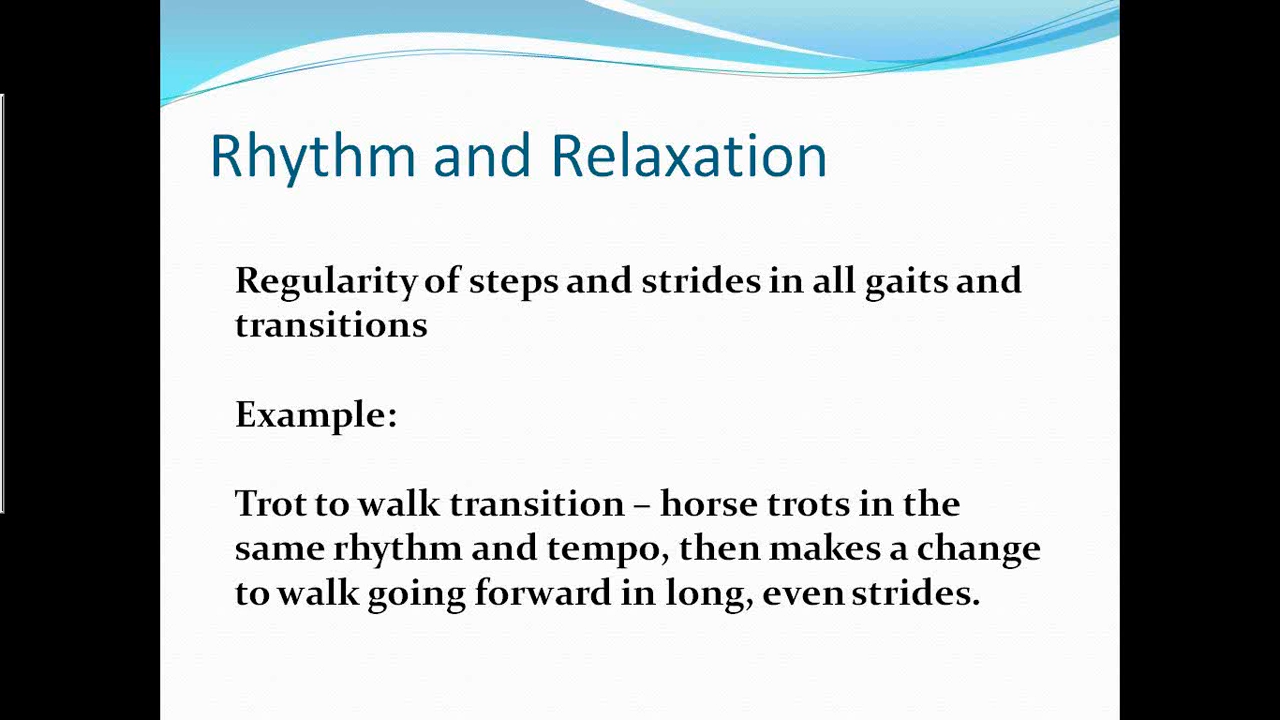 Rhythm and Relaxation
Regularity of steps and strides in all gaits and
transitions
Example:
Trot to walk transition – horse trots in the
same rhythm and tempo, then makes a change
to walk going forward in long, even strides.